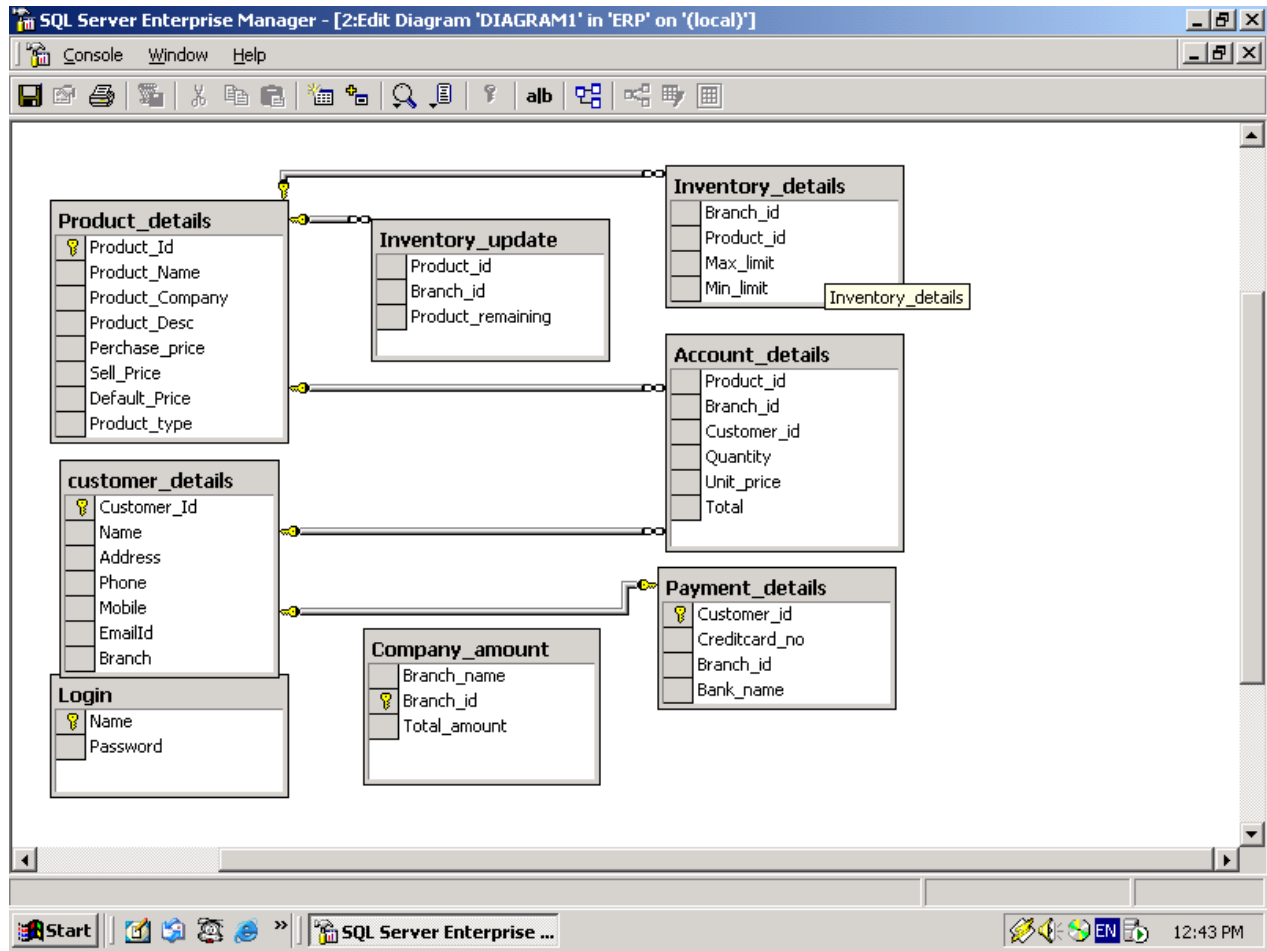 SQL Server Enterprise Manager - [2:Edit Diagram 'DIAGRAM1' in 'ERP' on '(local)']
Console Window Help
a|b
Product_details
Product_Id
Product_Name
Product_Company
Product_Desc
Perchase_price
Sell_Price
Default_Price
Product_type
Inventory_update
Product_id
Branch_id
Product_remaining
Inventory_details
Branch_id
Product_id
Max_limit
Min_limit
Inventory_details
Account_details
Product_id
Branch_id
Customer_id
Quantity
Unit_price
Total
customer_details
Customer_Id
Name
Address
Phone
Mobile
EmailId
Branch
Payment_details
Customer_id
Creditcard_no
Branch_id
Bank_name
Company_amount
Branch_name
Branch_id
Total_amount
Login
Name
Password
Start
»
SQL Server Enterprise ...
EN
12:43 PM